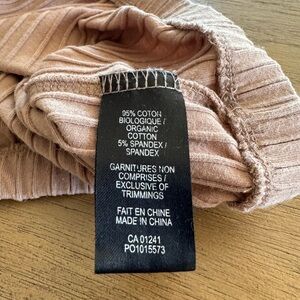 95% COTON
BIOLOGIQUE /
ORGANIC
COTTON
5% SPANDEX /
SPANDEX
GARNITURES NON
COMPRISES /
EXCLUSIVE OF
TRIMMINGS
FAIT EN CHINE
MADE IN CHINA
CA 01241
PO1015573